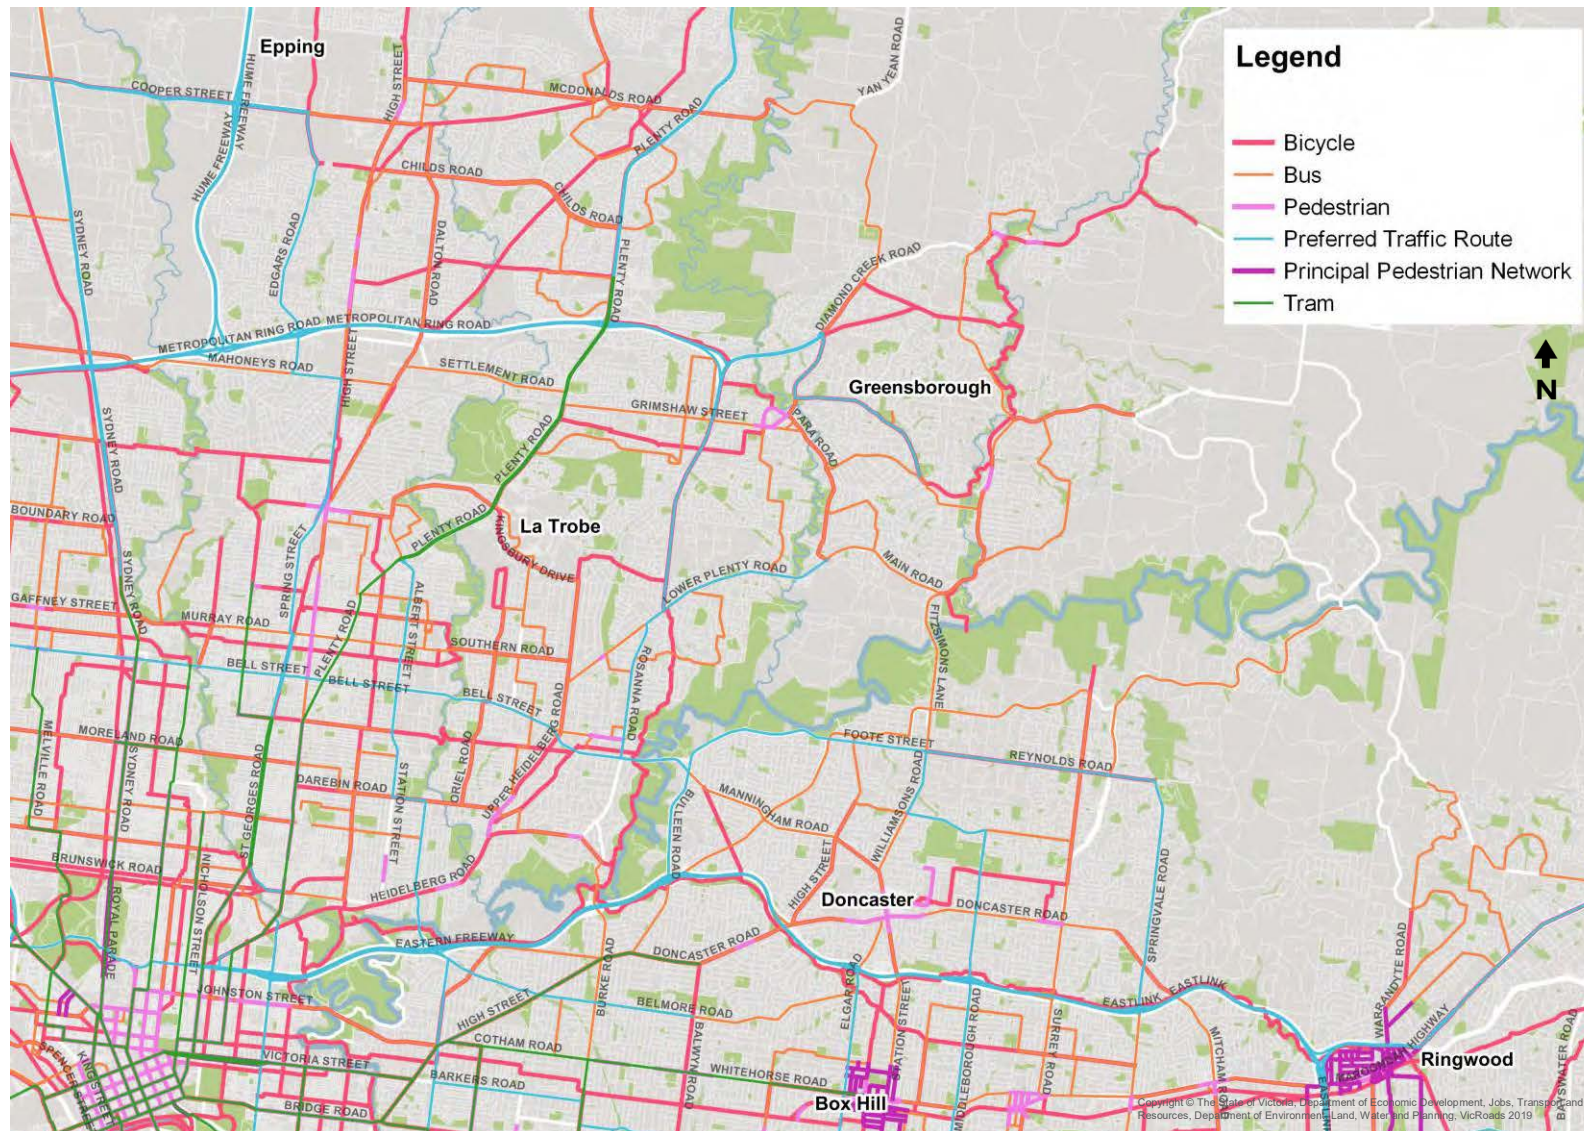 Legend
Bicycle
Bus
Pedestrian
Preferred Traffic Route
Principal Pedestrian Network
Tram
N
Epping
HUME FREEWAY
HIGH STREET
YAN YEAN ROAD
COOPER STREET
MCDONALDS ROAD
PLENTY ROAD
HUME FREEWAY
CHILDS ROAD
CHILDS ROAD
SYDNEY ROAD
EDGARS ROAD
DALTON ROAD
PLENTY ROAD
DIAMOND CREEK ROAD
METROPOLITAN RING ROAD
METROPOLITAN RING ROAD
MAHONEYS ROAD
HIGH STREET
SETTLEMENT ROAD
Greensborough
GRIMSHAW STREET
PARA ROAD
SYDNEY ROAD
PLENTY ROAD
BOUNDARY ROAD
La Trobe
PLENTY ROAD
KINGSBURY DRIVE
SPRING STREET
SYDNEY ROAD
LOWER PLENTY ROAD
MAIN ROAD
GAFFNEY STREET
MURRAY ROAD
PLENTY ROAD
ALBERT STREET
SOUTHERN ROAD
FITZSIMONS LANE
BELL STREET
BELL STREET
BELL STREET
ROSANNA ROAD
MELVILLE ROAD
MORELAND ROAD
SYDNEY ROAD
ST GEORGES ROAD
DAREBIN ROAD
STATION STREET
ORIEL ROAD
UPPER HEIDELBERG ROAD
FOOTE STREET
REYNOLDS ROAD
BULLEEN ROAD
MANNINGHAM ROAD
WILLIAMSONS ROAD
BRUNSWICK ROAD
NICHOLSON STREET
HEIDELBERG ROAD
HIGH STREET
SPRINGVALE ROAD
ROYAL PARADE
Doncaster
DONCASTER ROAD
EASTERN FREEWAY
DONCASTER ROAD
BURKE ROAD
ELGAR ROAD
WARRANDYTE ROAD
JOHNSTON STREET
HIGH STREET
BELMORE ROAD
STATION STREET
MIDDLEBOROUGH ROAD
EASTLINK
EASTLINK
SPENCER STREET
KING STREET
VICTORIA STREET
COTHAM ROAD
BALWYN ROAD
SURREY ROAD
MITCHAM ROAD
MAROONDAH HIGHWAY
Ringwood
BARKERS ROAD
WHITEHORSE ROAD
BRIDGE ROAD
Box Hill
EASTLINK
BAYSWATER ROAD
Copyright © The State of Victoria, Department of Economic Development, Jobs, Transport and
Resources, Department of Environment, Land, Water and Planning, VicRoads 2019